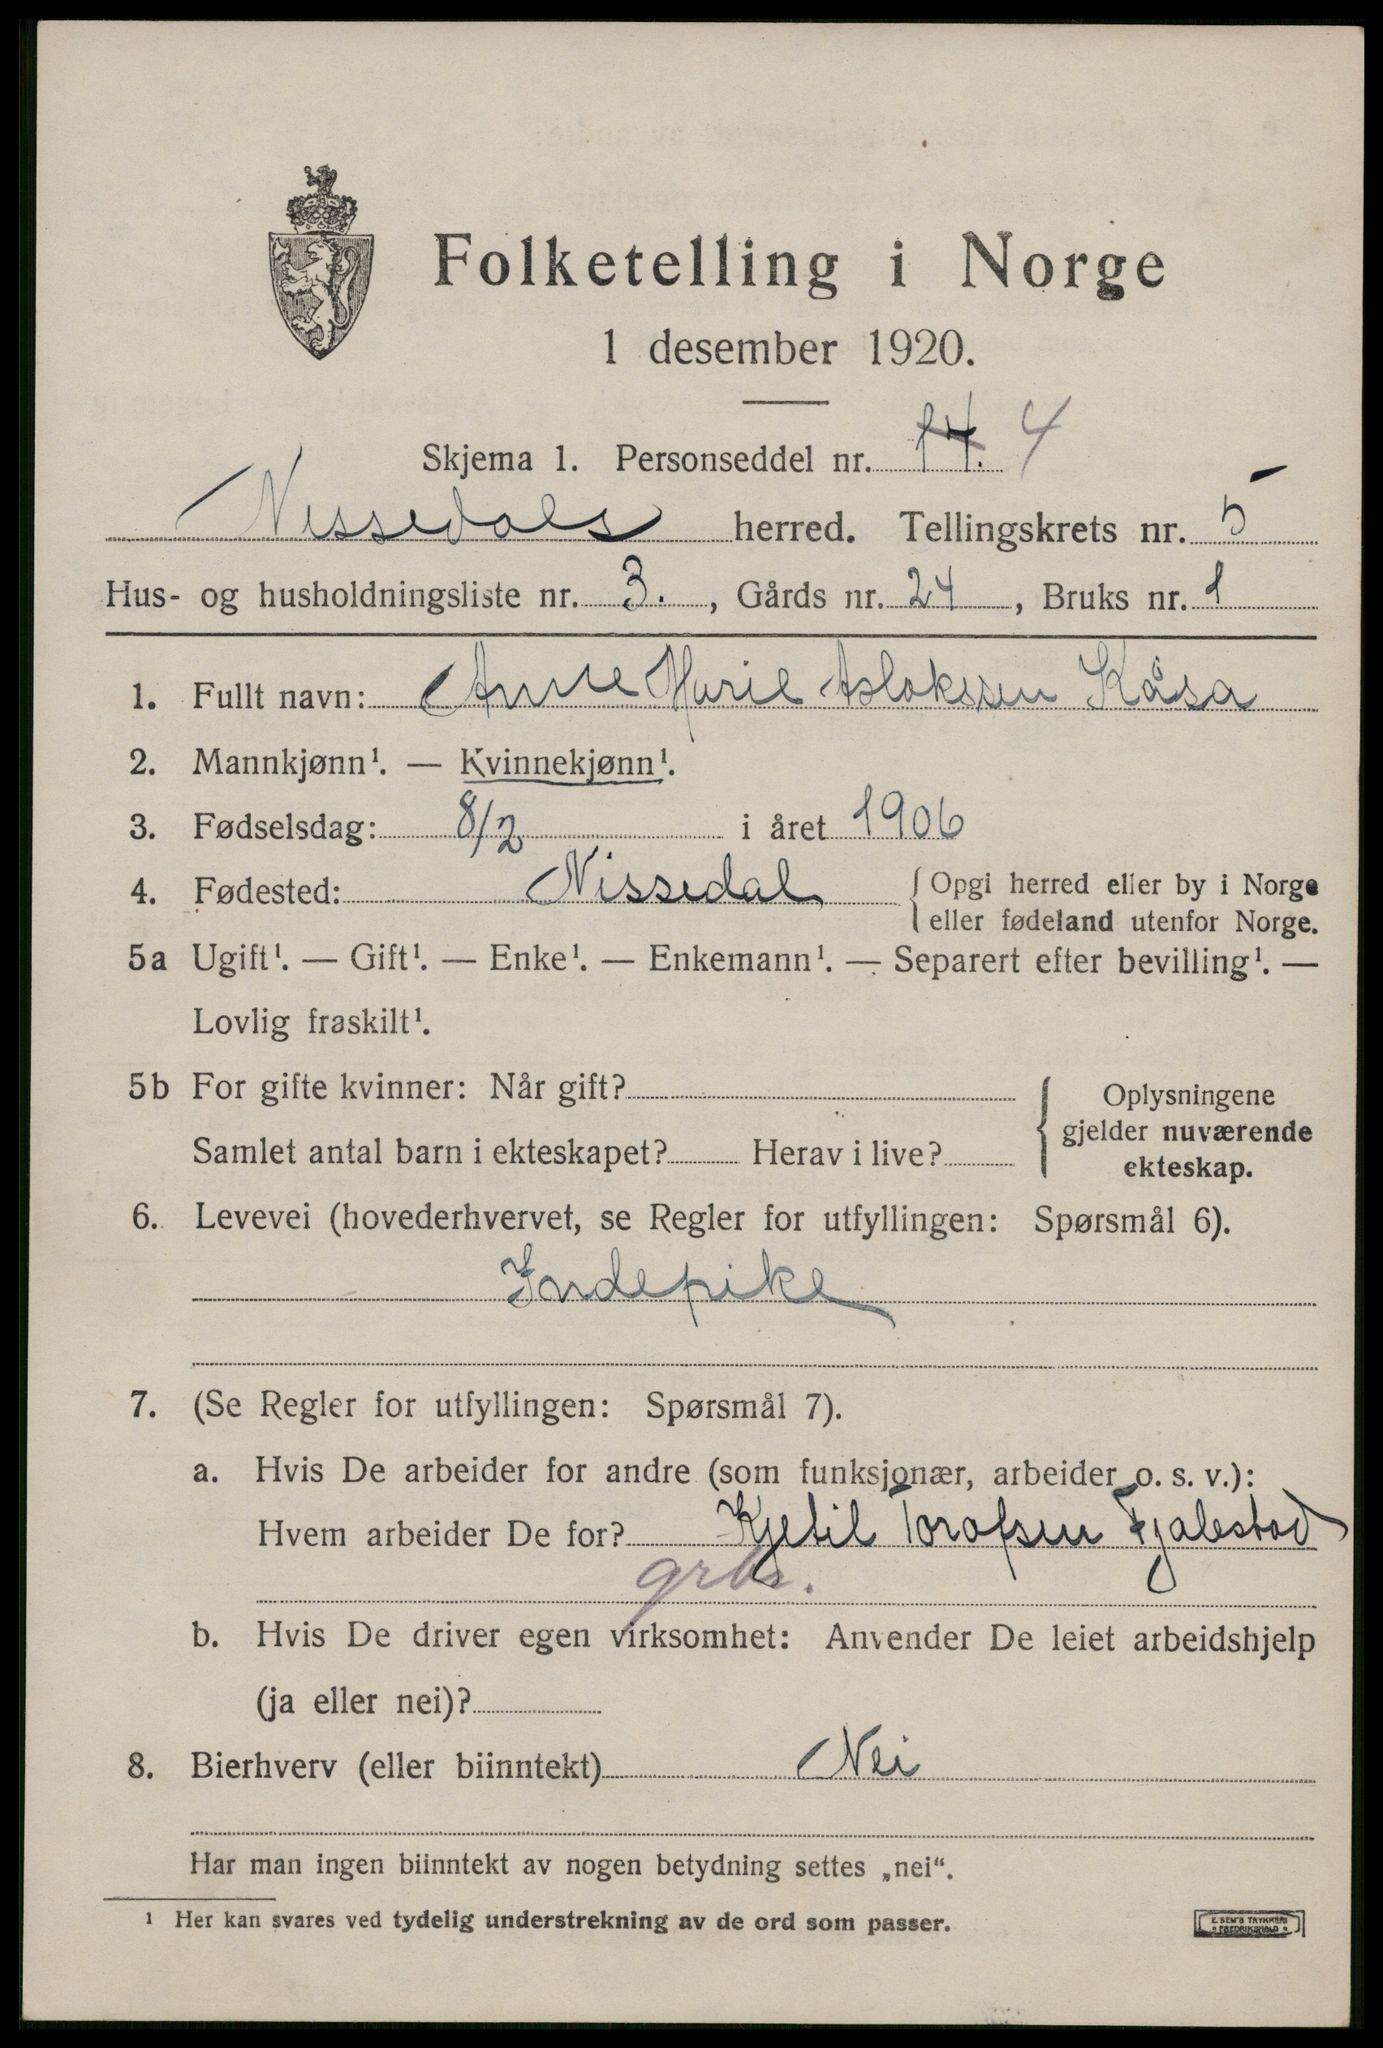 Folketelling i Norge
1 desember 1920.
Skjema 1. Personseddel nr. 14. 4
Nissedals herred. Tellingskrets nr. 5
Hus- og husholdningsliste nr. 3., Gårds nr. 24, Bruks nr. 1
1. Fullt navn: Anne Marie Aslakssen Kåsa
2. Mannkjønn¹. — Kvinnekjønn¹.
3. Fødselsdag: 8/2 i året 1906
4. Fødested: Nissedal { Opgi herred eller by i Norge
eller fødeland utenfor Norge.
5a Ugift¹. — Gift¹. — Enke¹. — Enkemann¹. — Separert efter bevilling¹. —
Lovlig fraskilt¹.
5b For gifte kvinner: Når gift?
Samlet antal barn i ekteskapet? Herav i live?
{ Oplysningene
gjelder nuværende
ekteskap.
6. Levevei (hovederhvervet, se Regler for utfyllingen: Spørsmål 6).
Indepike
7. (Se Regler for utfyllingen: Spørsmål 7).
a. Hvis De arbeider for andre (som funksjonær, arbeider o. s. v.):
Hvem arbeider De for? Kjetil Torafsen Fjalestad
grbr.
b. Hvis De driver egen virksomhet: Anvender De leiet arbeidshjelp
(ja eller nei)?
8. Bierhverv (eller biinntekt) Nei
Har man ingen biinntekt av nogen betydning settes „nei“.
¹ Her kan svares ved tydelig understrekning av de ord som passer.
E. SEM'S TRYKKERI
* FREDRIKSHALD *